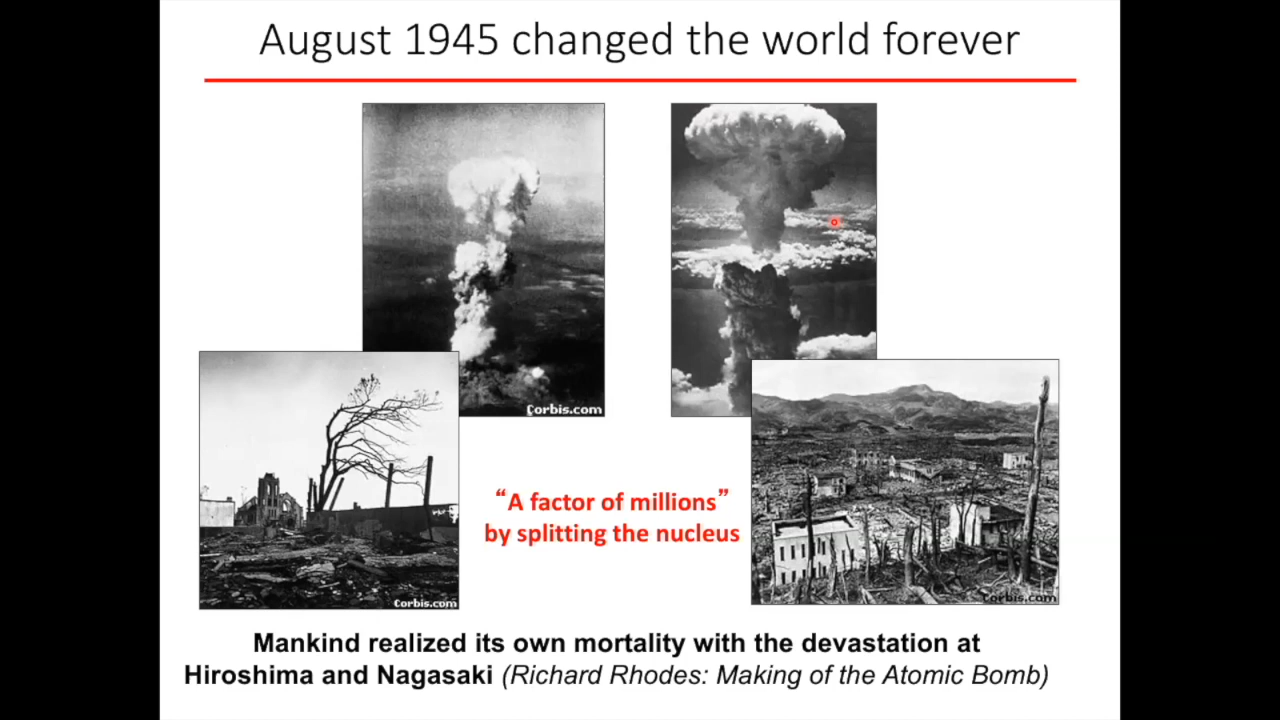 August 1945 changed the world forever
Corbis.com
Corbis.com
Corbis.com
“A factor of millions”
by splitting the nucleus
Corbis.com
Mankind realized its own mortality with the devastation at
Hiroshima and Nagasaki (Richard Rhodes: Making of the Atomic Bomb)